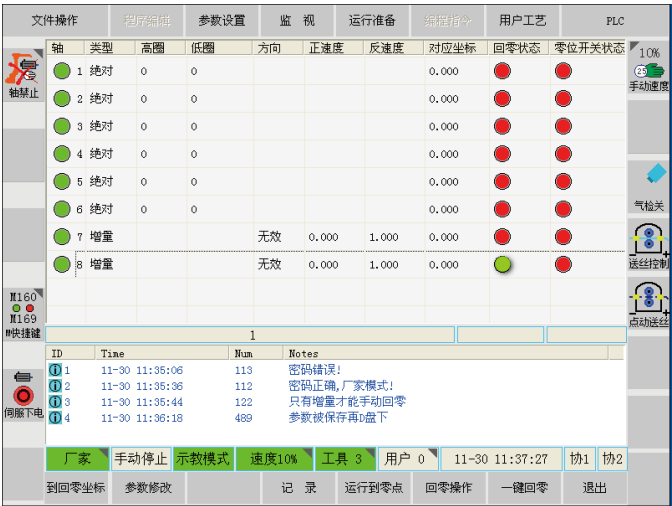 文件操作 程序编辑 参数设置 监 视 运行准备 编程指令 用户工艺 PLC
轴 类型 高圈 低圈 方向 正速度 反速度 对应坐标 回零状态 零位开关状态
1 绝对 0 0 0.000
2 绝对 0 0 0.000
3 绝对 0 0 0.000
4 绝对 0 0 0.000
5 绝对 0 0 0.000
6 绝对 0 0 0.000
7 增量 无效 0.000 1.000 0.000
8 增量 无效 0.000 1.000 0.000
1
ID Time Num Notes
1 11-30 11:35:06 113 密码错误!
2 11-30 11:35:36 112 密码正确,厂家模式!
3 11-30 11:35:44 122 只有增量才能手动回零
4 11-30 11:36:18 489 参数被保存再D盘下
厂家 手动停止 示教模式 速度10% 工具 3 用户 0 11-30 11:37:27 协1 协2
到回零坐标 参数修改 记 录 运行到零点 回零操作 一键回零 退出
轴禁止
M160
M169
M快捷键
伺服下电
10%
25
手动速度
气检关
送丝控制
点动送丝